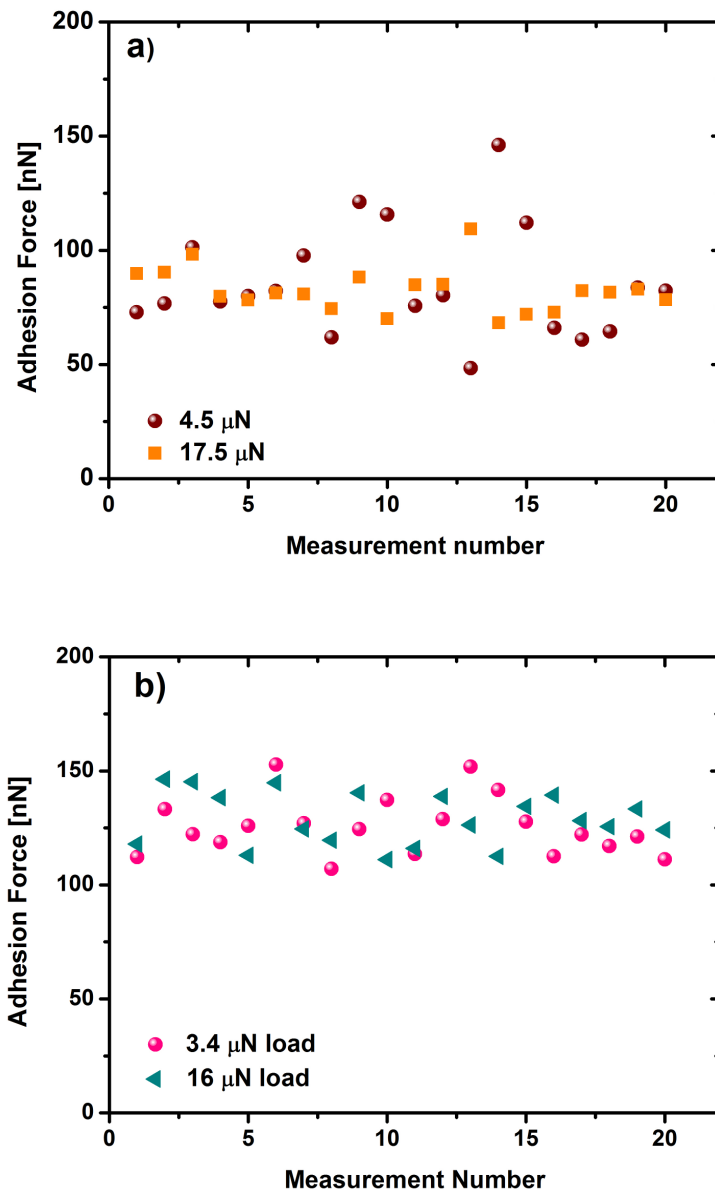 a)
200
150
100
50
0
Adhesion Force [nN]
4.5 μN
17.5 μN
0 5 10 15 20
Measurement number
b)
200
150
100
50
0
Adhesion Force [nN]
3.4 μN load
16 μN load
0 5 10 15 20
Measurement Number